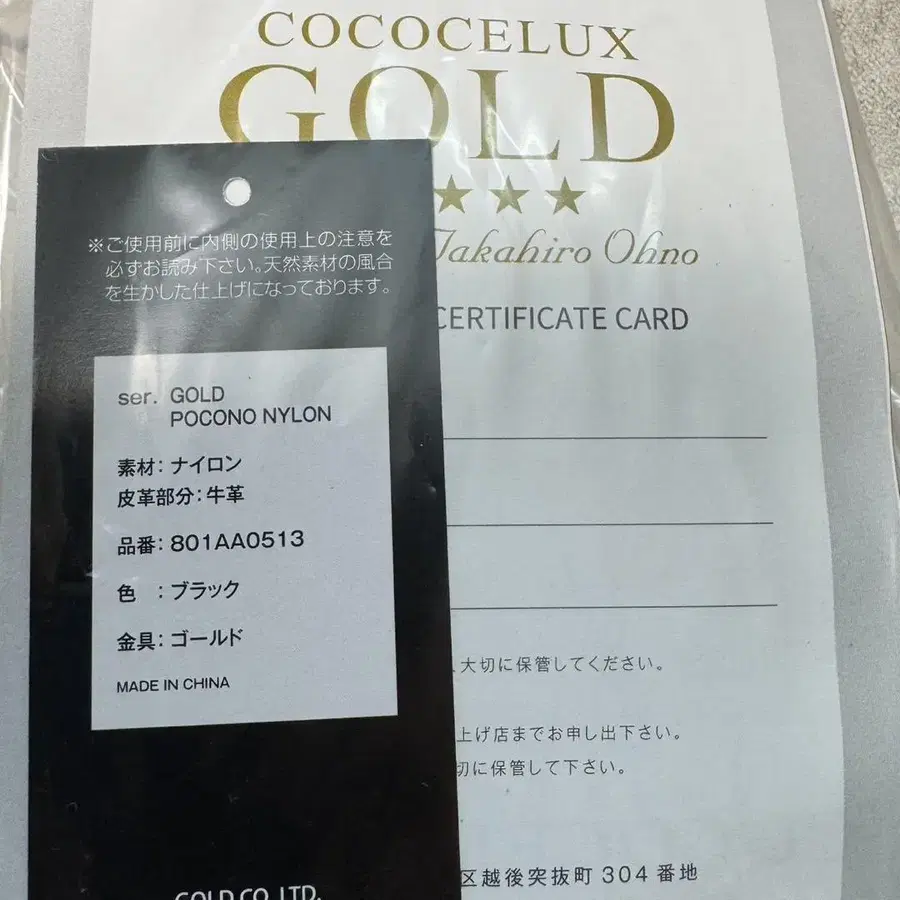 COCOCELUX
GOLD
★★★
Takahiro Ohno
CERTIFICATE CARD
※ご使用前に内側の使用上の注意を
必ずお読み下さい。天然素材の風合
を生かした仕上げになっております。
ser. GOLD
POCONO NYLON
素材：ナイロン
皮革部分：牛革
品番：801AA0513
色　：ブラック
金具：ゴールド
MADE IN CHINA
GOLD CO.,LTD.
大切に保管してください。
上げ店までお申し出下さい。
切に保管して下さい。
区越後突抜町304番地